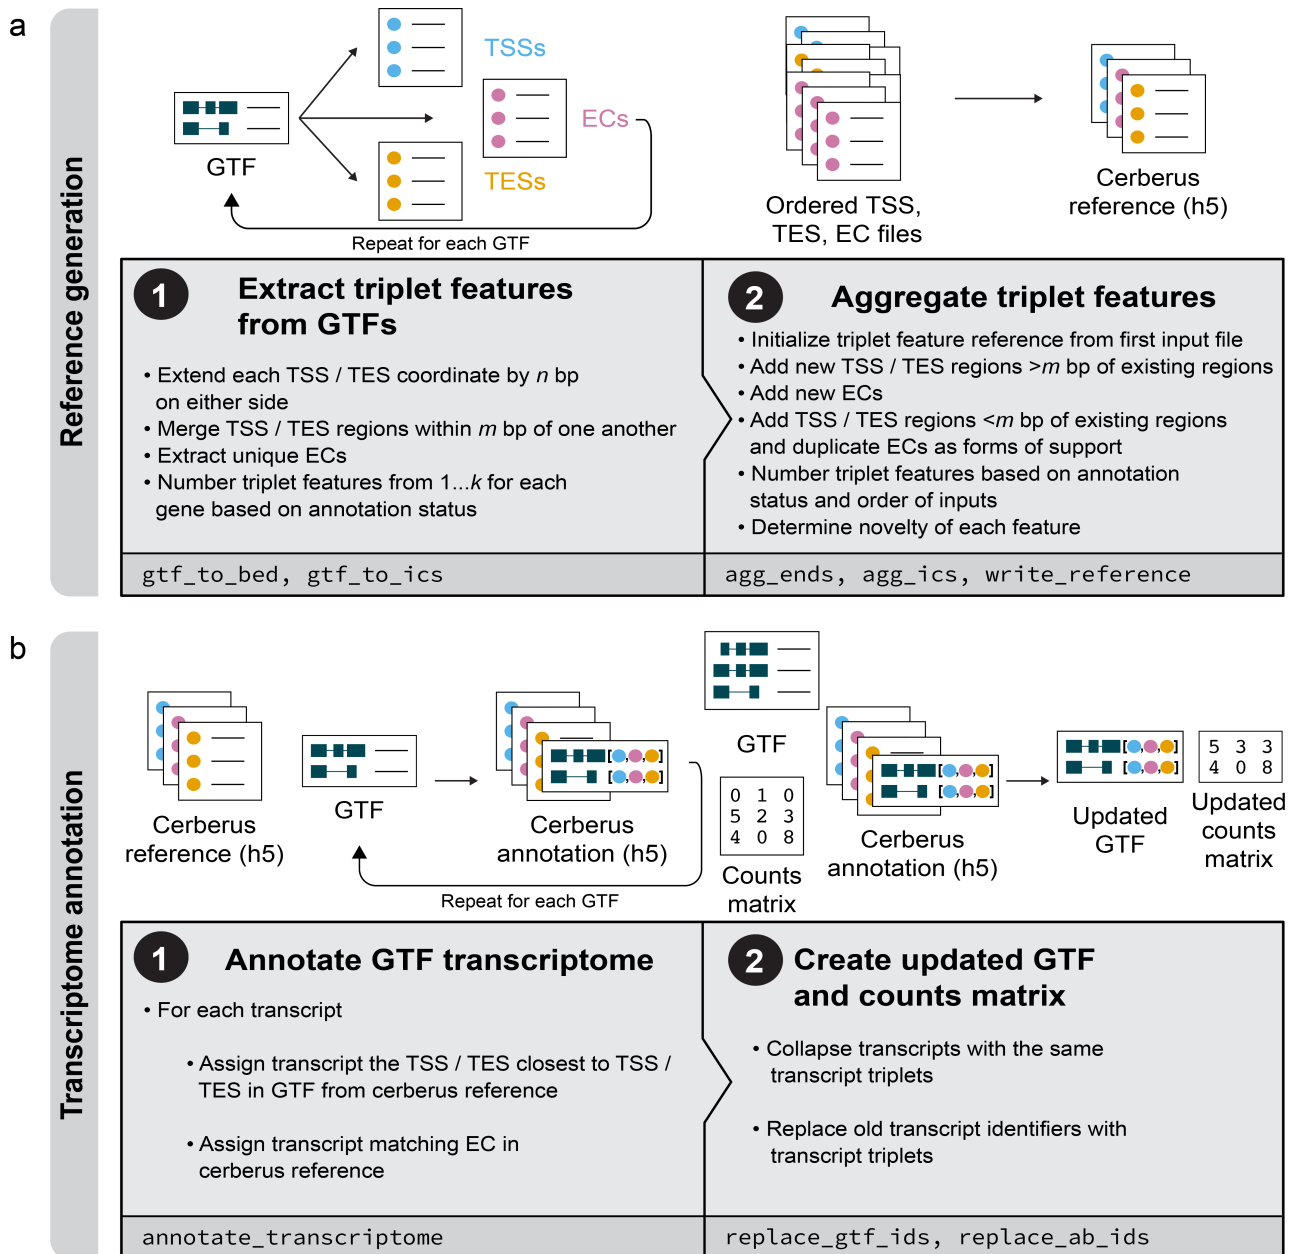 a
Reference generation
TSSs
ECs
TESs
GTF
Repeat for each GTF
Ordered TSS,
TES, EC files
Cerberus
reference (h5)
1
Extract triplet features
from GTFs
• Extend each TSS / TES coordinate by n bp
on either side
• Merge TSS / TES regions within m bp of one another
• Extract unique ECs
• Number triplet features from 1...k for each
gene based on annotation status
gtf_to_bed, gtf_to_ics
2
Aggregate triplet features
• Initialize triplet feature reference from first input file
• Add new TSS / TES regions >m bp of existing regions
• Add new ECs
• Add TSS / TES regions <m bp of existing regions
and duplicate ECs as forms of support
• Number triplet features based on annotation
status and order of inputs
• Determine novelty of each feature
agg_ends, agg_ics, write_reference
b
Transcriptome annotation
Cerberus
reference (h5)
GTF
[ , , ]
[ , , ]
Cerberus
annotation (h5)
Repeat for each GTF
GTF
0 1 0
5 2 3
4 0 8
Counts
matrix
[ , , ]
[ , , ]
Cerberus
annotation (h5)
[ , , ]
[ , , ]
Updated
GTF
5 3 3
4 0 8
Updated
counts
matrix
1
Annotate GTF transcriptome
• For each transcript
• Assign transcript the TSS / TES closest to TSS /
TES in GTF from cerberus reference
• Assign transcript matching EC in
cerberus reference
annotate_transcriptome
2
Create updated GTF
and counts matrix
• Collapse transcripts with the same
transcript triplets
• Replace old transcript identifiers with
transcript triplets
replace_gtf_ids, replace_ab_ids